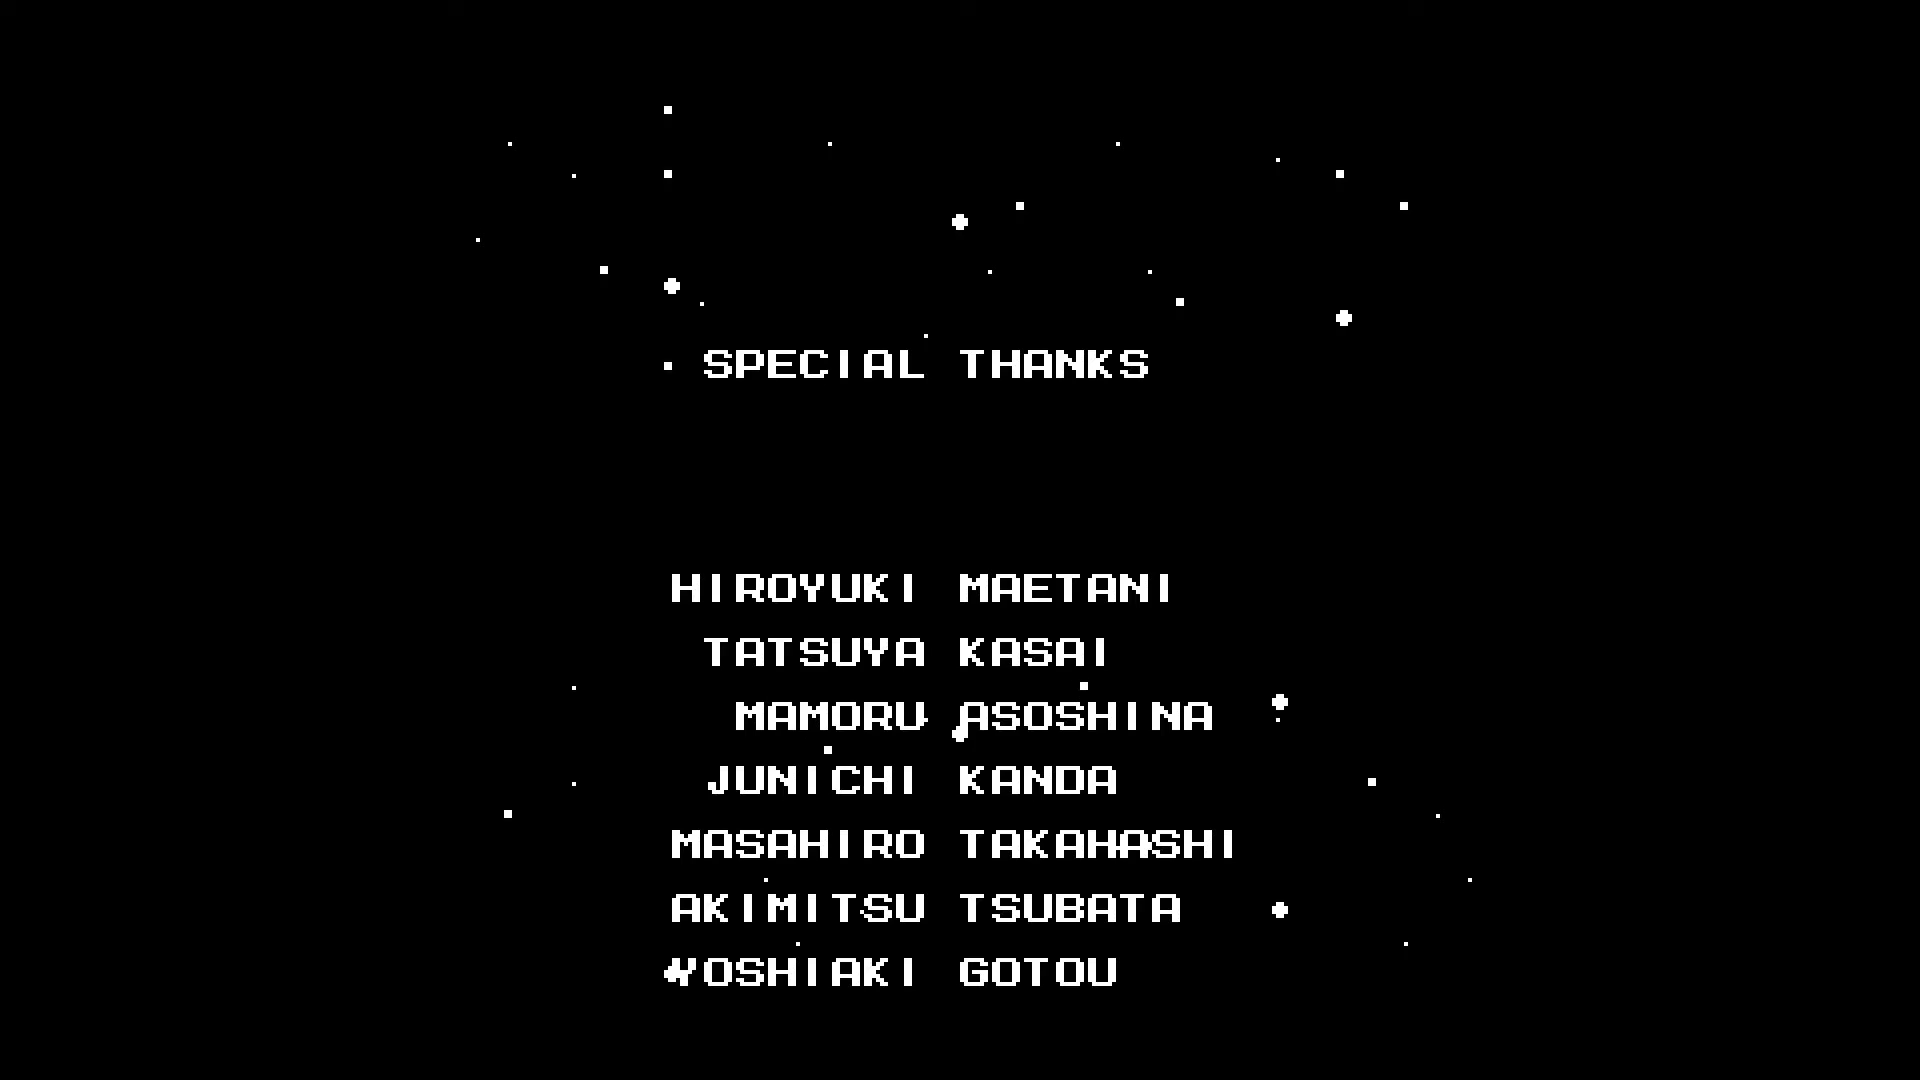 SPECIAL THANKS
HIROYUKI MAETANI
TATSUYA KASAI
MAMORU ASOSHINA
JUNICHI KANDA
MASAHIRO TAKAHASHI
AKIMITSU TSUBATA
YOSHIAKI GOTOU